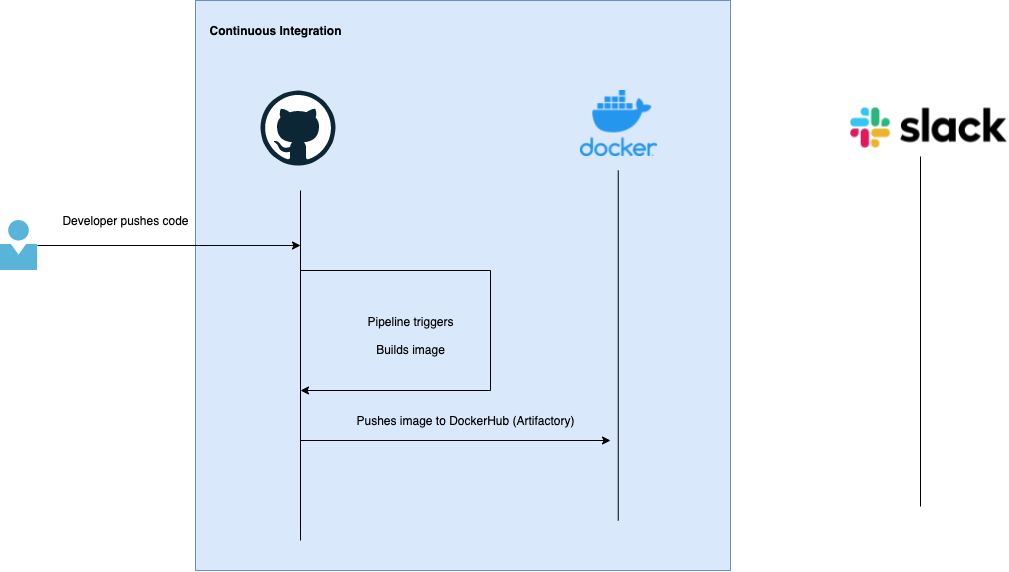 Continuous Integration
docker
slack
Developer pushes code
Pipeline triggers
Builds image
Pushes image to DockerHub (Artifactory)